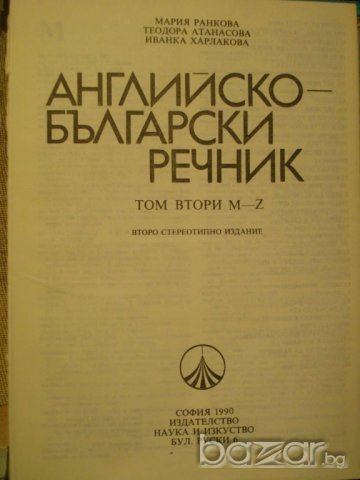 МАРИЯ РАНКОВА
ТЕОДОРА АТАНАСОВА
ИВАНКА ХАРЛАКОВА
АНГЛИЙСКО—
БЪЛГАРСКИ
РЕЧНИК
ТОМ ВТОРИ M—Z
ВТОРО СТЕРЕОТИПНО ИЗДАНИЕ
СОФИЯ 1990
ИЗДАТЕЛСТВО
НАУКА И ИЗКУСТВО
БУЛ. РУСКИ 6
bazar.bg